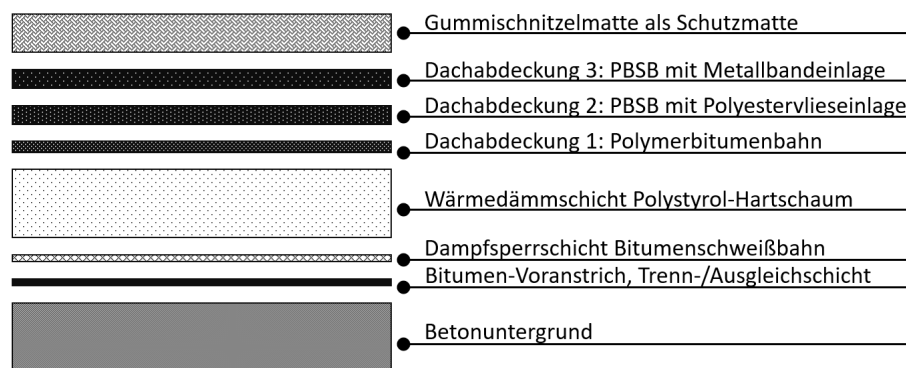 Gummischnitzelmatte als Schutzmatte
Dachabdeckung 3: PBSB mit Metallbandeinlage
Dachabdeckung 2: PBSB mit Polyestervlieseinlage
Dachabdeckung 1: Polymerbitumenbahn
Wärmedämmschicht Polystyrol-Hartschaum
Dampfsperrschicht Bitumenschweißbahn
Bitumen-Voranstrich, Trenn-/Ausgleichschicht
Betonuntergrund